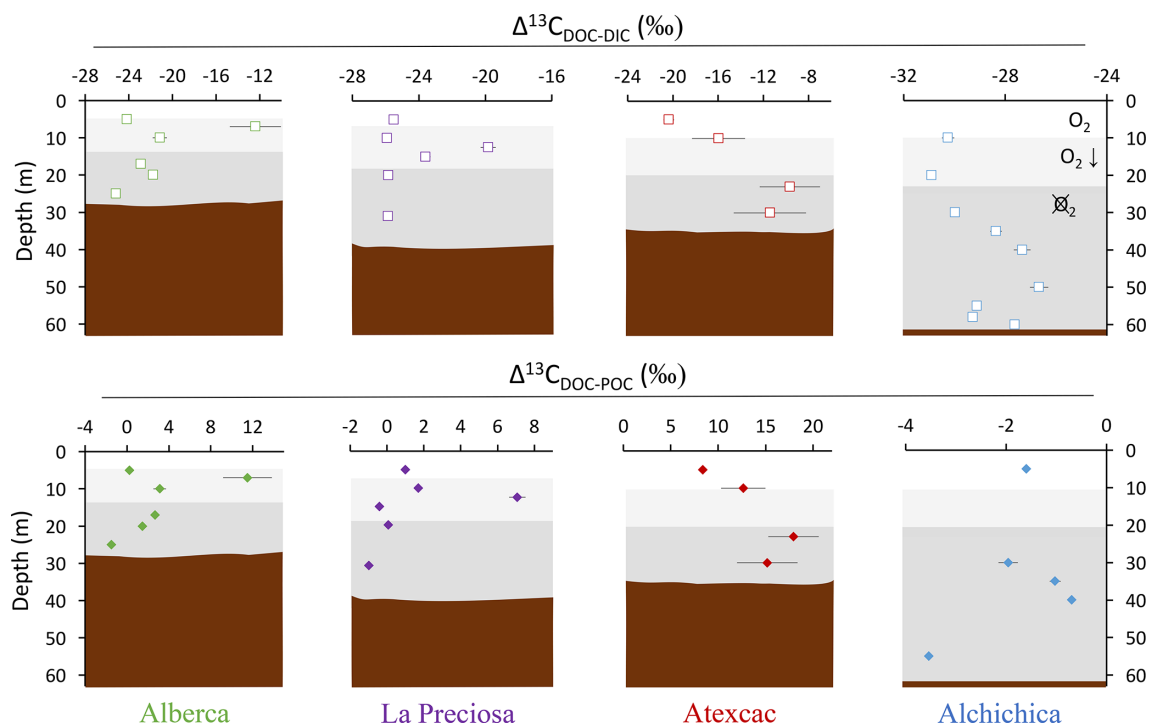 Δ¹³C_DOC-DIC (‰)
-28 -24 -20 -16 -12
-28 -24 -20 -16
-24 -20 -16 -12 -8
-32 -28 -24
0 10 20 30 40 50 60
Depth (m)
O₂
O₂ ↓
O₂
0 10 20 30 40 50 60
Δ¹³C_DOC-POC (‰)
-4 0 4 8 12
-2 0 2 4 6 8
0 5 10 15 20
-4 -2 0
0 10 20 30 40 50 60
Depth (m)
0 10 20 30 40 50 60
Alberca La Preciosa Atexcac Alchichica